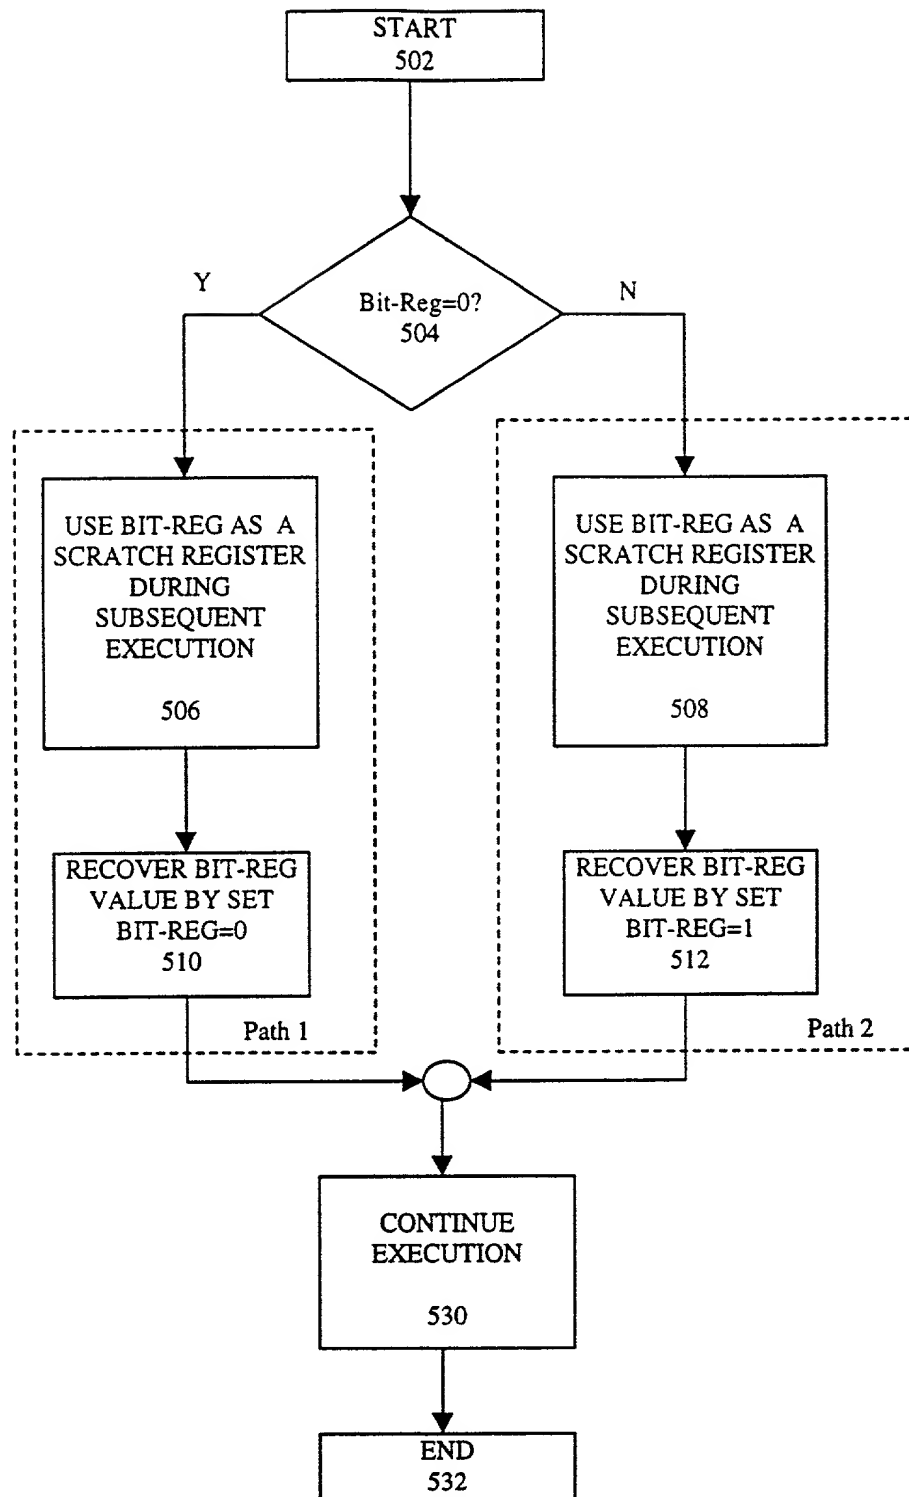 START
502
Bit-Reg=0?
504
Y
N
USE BIT-REG AS A
SCRATCH REGISTER
DURING
SUBSEQUENT
EXECUTION
506
RECOVER BIT-REG
VALUE BY SET
BIT-REG=0
510
Path 1
USE BIT-REG AS A
SCRATCH REGISTER
DURING
SUBSEQUENT
EXECUTION
508
RECOVER BIT-REG
VALUE BY SET
BIT-REG=1
512
Path 2
CONTINUE
EXECUTION
530
END
532